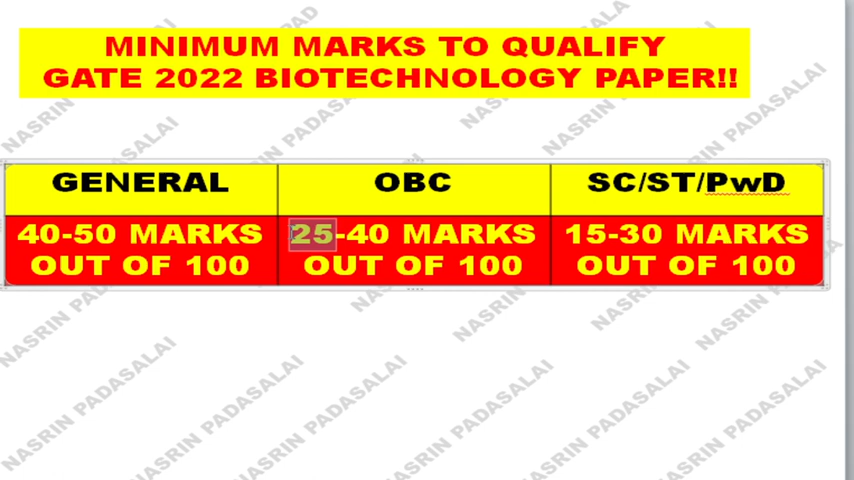 MINIMUM MARKS TO QUALIFY
GATE 2022 BIOTECHNOLOGY PAPER!!
GENERAL OBC SC/ST/PwD
40-50 MARKS 25-40 MARKS 15-30 MARKS
OUT OF 100 OUT OF 100 OUT OF 100
NASRIN PADASALAI